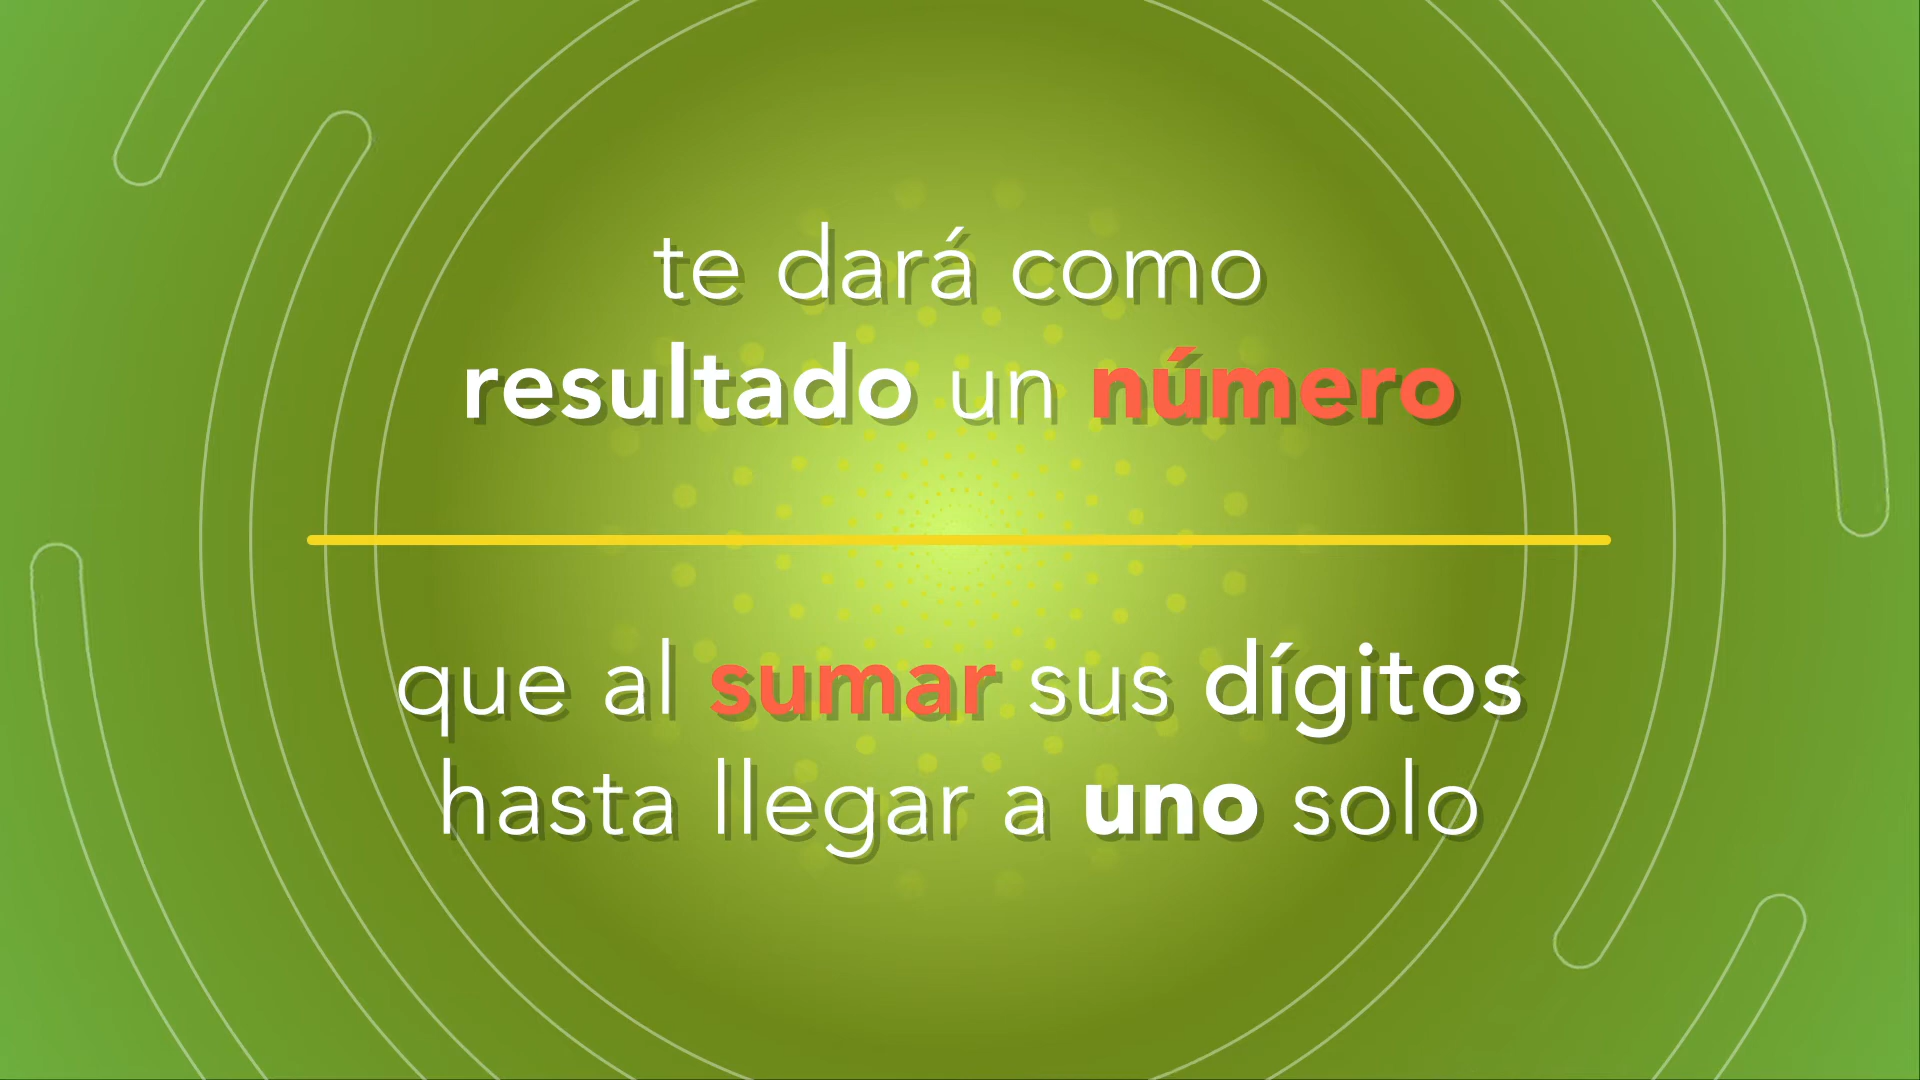 te dará como
resultado un número
que al sumar sus dígitos
hasta llegar a uno solo